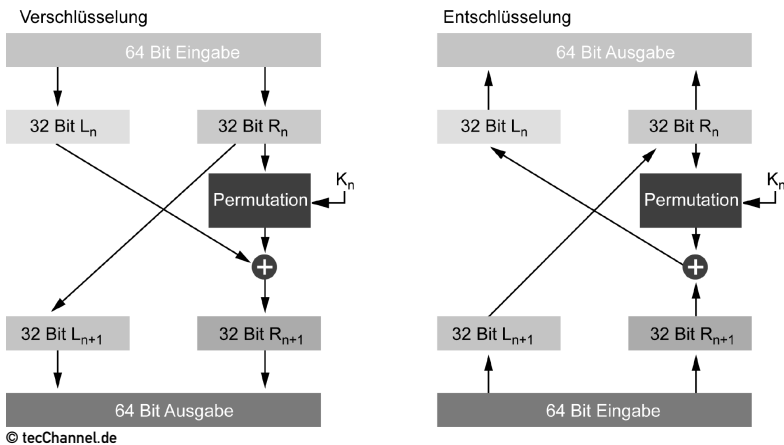 Verschlüsselung
64 Bit Eingabe
32 Bit Ln
32 Bit Rn
Kn
Permutation
+
32 Bit Ln+1
32 Bit Rn+1
64 Bit Ausgabe
Entschlüsselung
64 Bit Ausgabe
32 Bit Ln
32 Bit Rn
Kn
Permutation
+
32 Bit Ln+1
32 Bit Rn+1
64 Bit Eingabe
© tecChannel.de